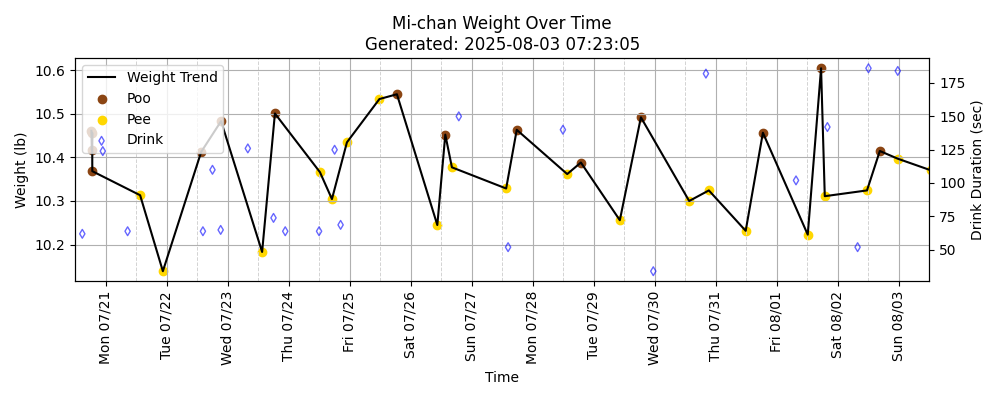 Mi-chan Weight Over Time
Generated: 2025-08-03 07:23:05
Weight (lb)
10.6
10.5
10.4
10.3
10.2
Weight Trend
Poo
Pee
Drink
175
150
125
100
75
50
Drink Duration (sec)
Mon 07/21
Tue 07/22
Wed 07/23
Thu 07/24
Fri 07/25
Sat 07/26
Sun 07/27
Mon 07/28
Tue 07/29
Wed 07/30
Thu 07/31
Fri 08/01
Sat 08/02
Sun 08/03
Time